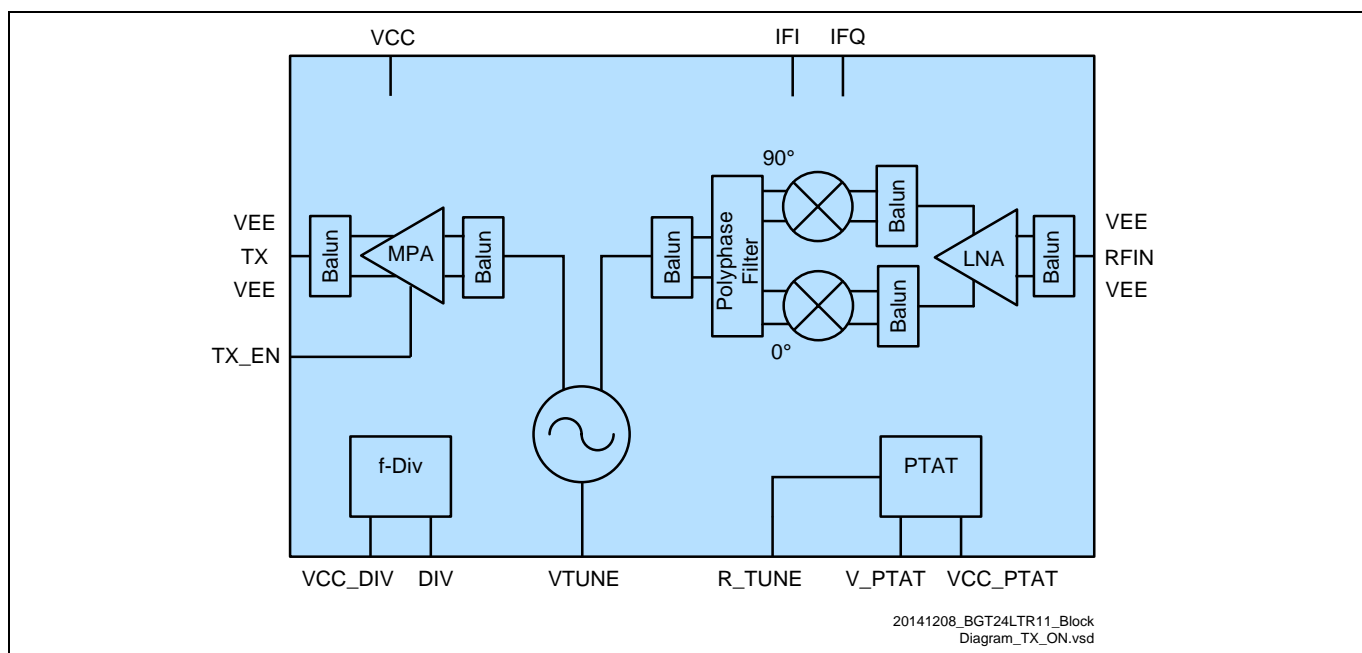 VCC
IFI
IFQ
90°
VEE
TX
VEE
Balun
MPA
Balun
Balun
Polyphase
Filter
Balun
Balun
LNA
Balun
VEE
RFIN
VEE
0°
TX_EN
f-Div
PTAT
VCC_DIV
DIV
VTUNE
R_TUNE
V_PTAT
VCC_PTAT
20141208_BGT24LTR11_Block
Diagram_TX_ON.vsd